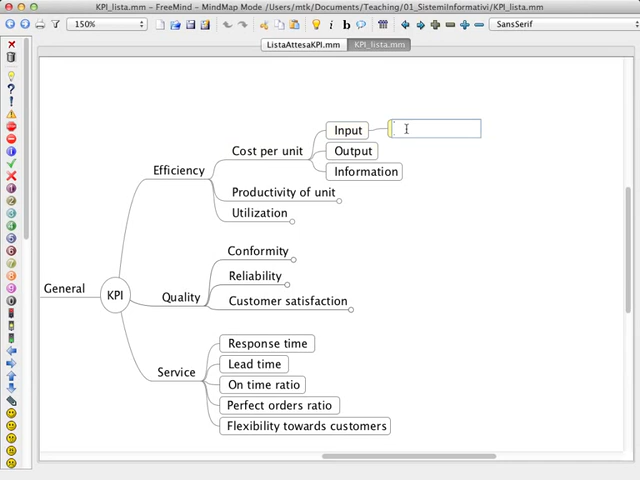 KPI_lista.mm - FreeMind - MindMap Mode /Users/mtk/Documents/Teaching/01_SistemiInformativi/KPI_lista.mm
150%
SansSerif
ListaAttesaKPI.mm
KPI_lista.mm
Input
Cost per unit
Output
Efficiency
Information
Productivity of unit
Utilization
Conformity
Reliability
General
KPI
Quality
Customer satisfaction
Response time
Lead time
Service
On time ratio
Perfect orders ratio
Flexibility towards customers